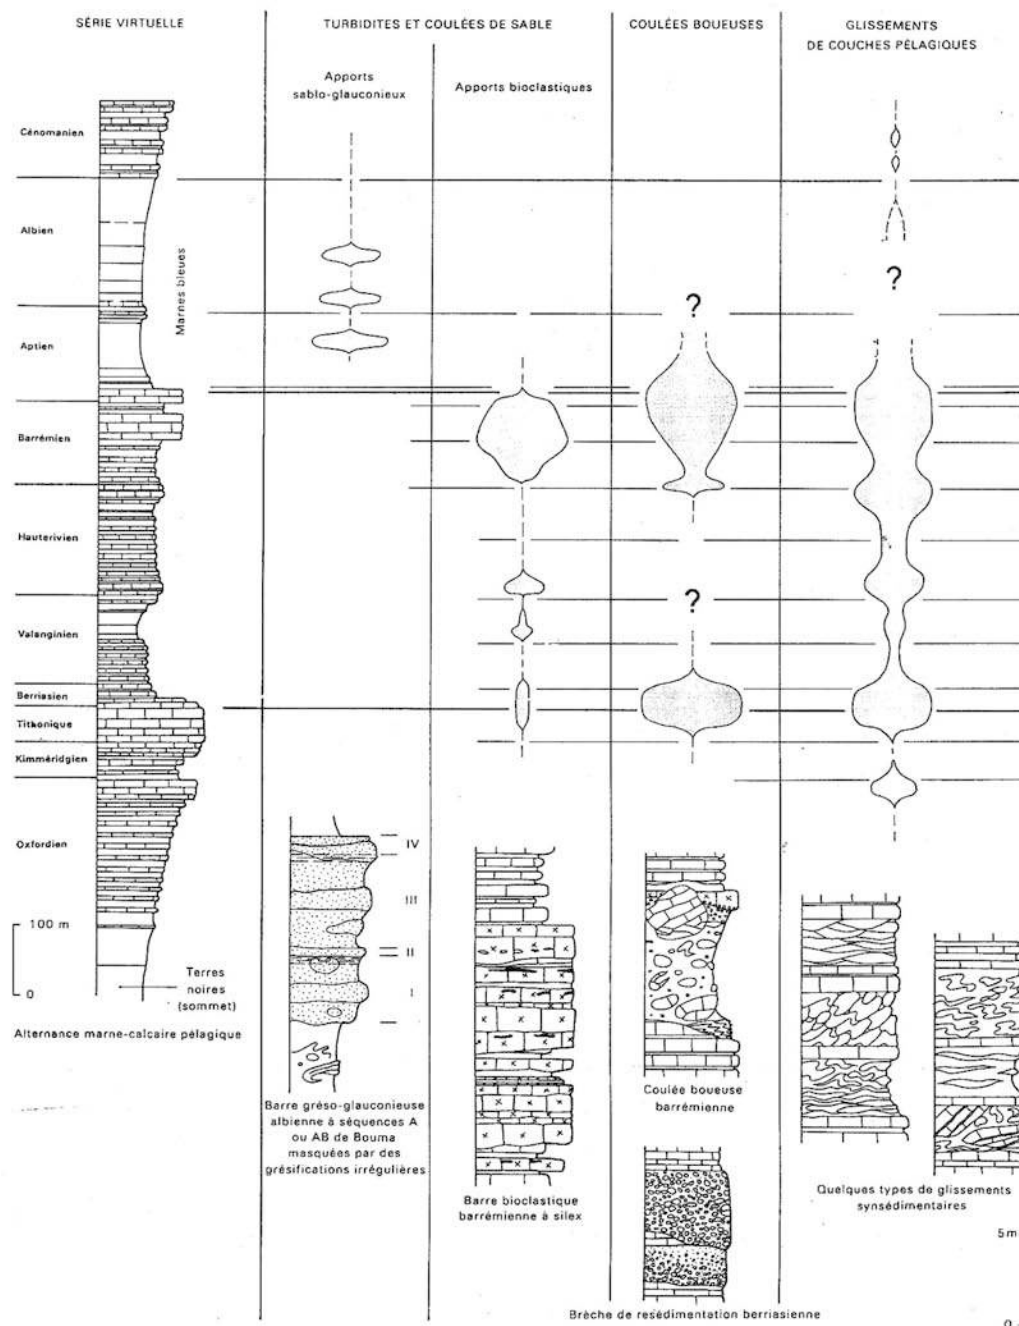 SÉRIE VIRTUELLE
TURBIDITES ET COULÉES DE SABLE
COULÉES BOUEUSES
GLISSEMENTS
DE COUCHES PÉLAGIQUES
Apports
sablo-glauconieux
Apports bioclastiques
Cénomanien
Albien
Marnes bleues
Aptien
Barrémien
Hauterivien
Valanginien
Berriasien
Tithonique
Kimméridgien
Oxfordien
?
?
?
100 m
0
Terres
noires
(sommet)
Alternance marne-calcaire pélagique
IV
III
II
I
Barre gréso-glauconieuse
albienne à séquences A
ou AB de Bouma
masquées par des
grésifications irrégulières
Barre bioclastique
barrémienne à silex
Coulée boueuse
barrémienne
Brèche de resédimentation berriasienne
Quelques types de glissements
synsédimentaires
5m
0